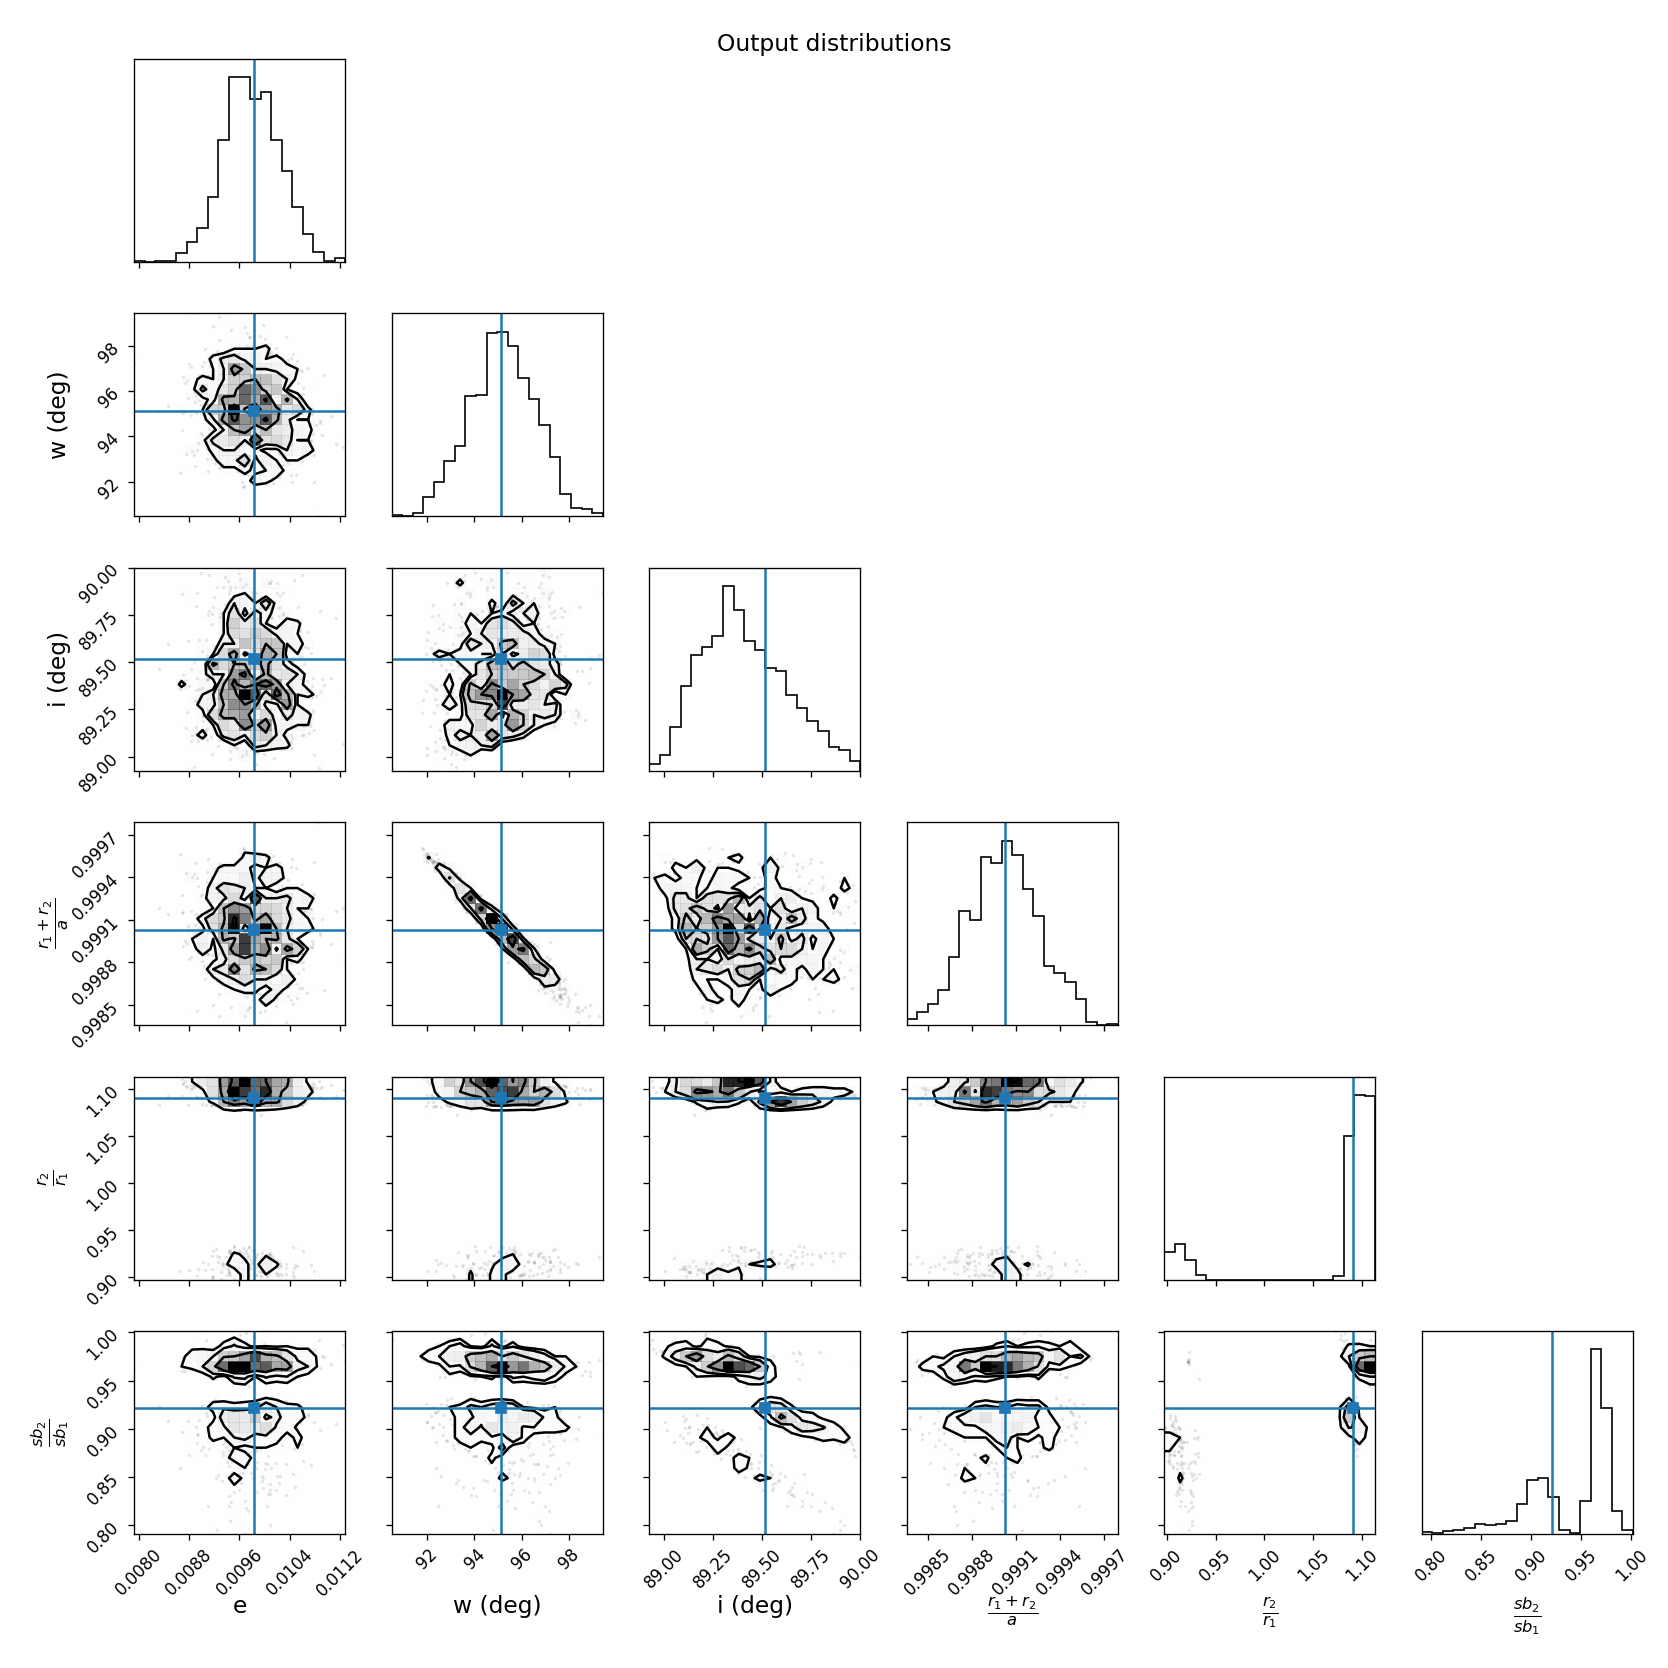 Output distributions
w (deg)
98
96
94
92
i (deg)
90.00
89.75
89.50
89.25
89.00
r₁ + r₂
a
0.9997
0.9994
0.9991
0.9988
0.9985
r₂
r₁
1.10
1.05
1.00
0.95
0.90
sb₂
sb₁
1.00
0.95
0.90
0.85
0.80
0.0080 0.0088 0.0096 0.0104 0.0112 92 94 96 98 89.00 89.25 89.50 89.75 90.00 0.9985 0.9988 0.9991 0.9994 0.9997 0.90 0.95 1.00 1.05 1.10 0.80 0.85 0.90 0.95 1.00
e w (deg) i (deg) r₁ + r₂ r₂ sb₂
a r₁ sb₁